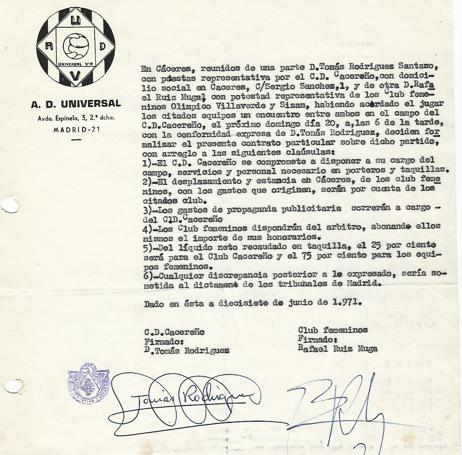 U
R D
UNIVERSAL V-R
V
A. D. UNIVERSAL
Avda. Espinela, 3, 2.º dcha.
MADRID-21
En Cáceres, reunidos de una parte D.Tomás Rodriguez Santano,
con potestas representativa por el C.D. Cacereño,con domici-
lio social en Caceres, C/Sergio Sanchez,1, y de otra D.Rafa
el Ruiz Muga, con potestad representativa de los Club feme-
ninos Olimpico Villaverde y Sizam, habiendo acordado el jugar
los citados equipos un encuentro entre ambos en el campo del
C.D.Cacereño, el próximo domingo día 20, a,las 6 de la tarde,
con la conformidad expresa de D.Tomás Rodriguez, deciden for
malizar el presente contrato particular sobre dicho partido,
con arreglo a las siguientes claúsulas:
1)-El C.D. Cacereño se compromete a disponer a su cargo del
campo, servicios y personal necesario en porteros y taquillas.
2)-El desplazamiento y estancia eh Cáceres, de los club feme
ninos, con los gastos que originen, serán por cuenta de los
citados club.
3)-Los gastos de propaganda publicitaria correrán a cargo -
del C.D.Cacereño
4)-Los Club femeninos dispondrán del arbitro, abonando ellos
mismos el importe de sus honorarios.
5)-Del líquido neto recaudado en taquilla, el 25 por ciento
será para el Club Cacereño y el 75 por ciento para los equi
pos femeninos.
6)-Cualquier discrepancia posterior a lo expresado, sería so-
metida al dictamen de los tribuhales de Madrid.
Dado en ésta a diecisiete de junio de 1.971.
C.D.Cacereño Club femeninos
Firmado: Firmado:
D.Tomás Rodriguez Rafael Ruiz Muga
Tomás Rodriguez